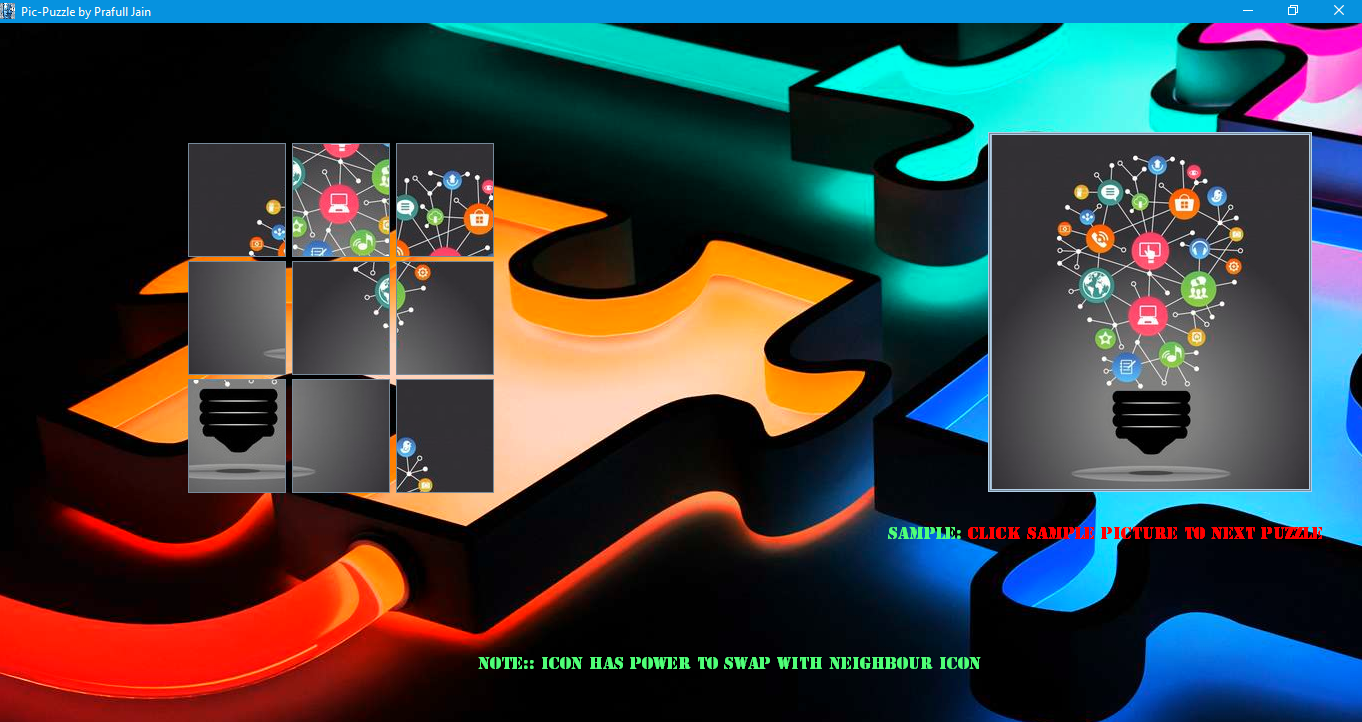 Pic-Puzzle by Prafull Jain
SAMPLE: CLICK SAMPLE PICTURE TO NEXT PUZZLE
NOTE:: ICON HAS POWER TO SWAP WITH NEIGHBOUR ICON